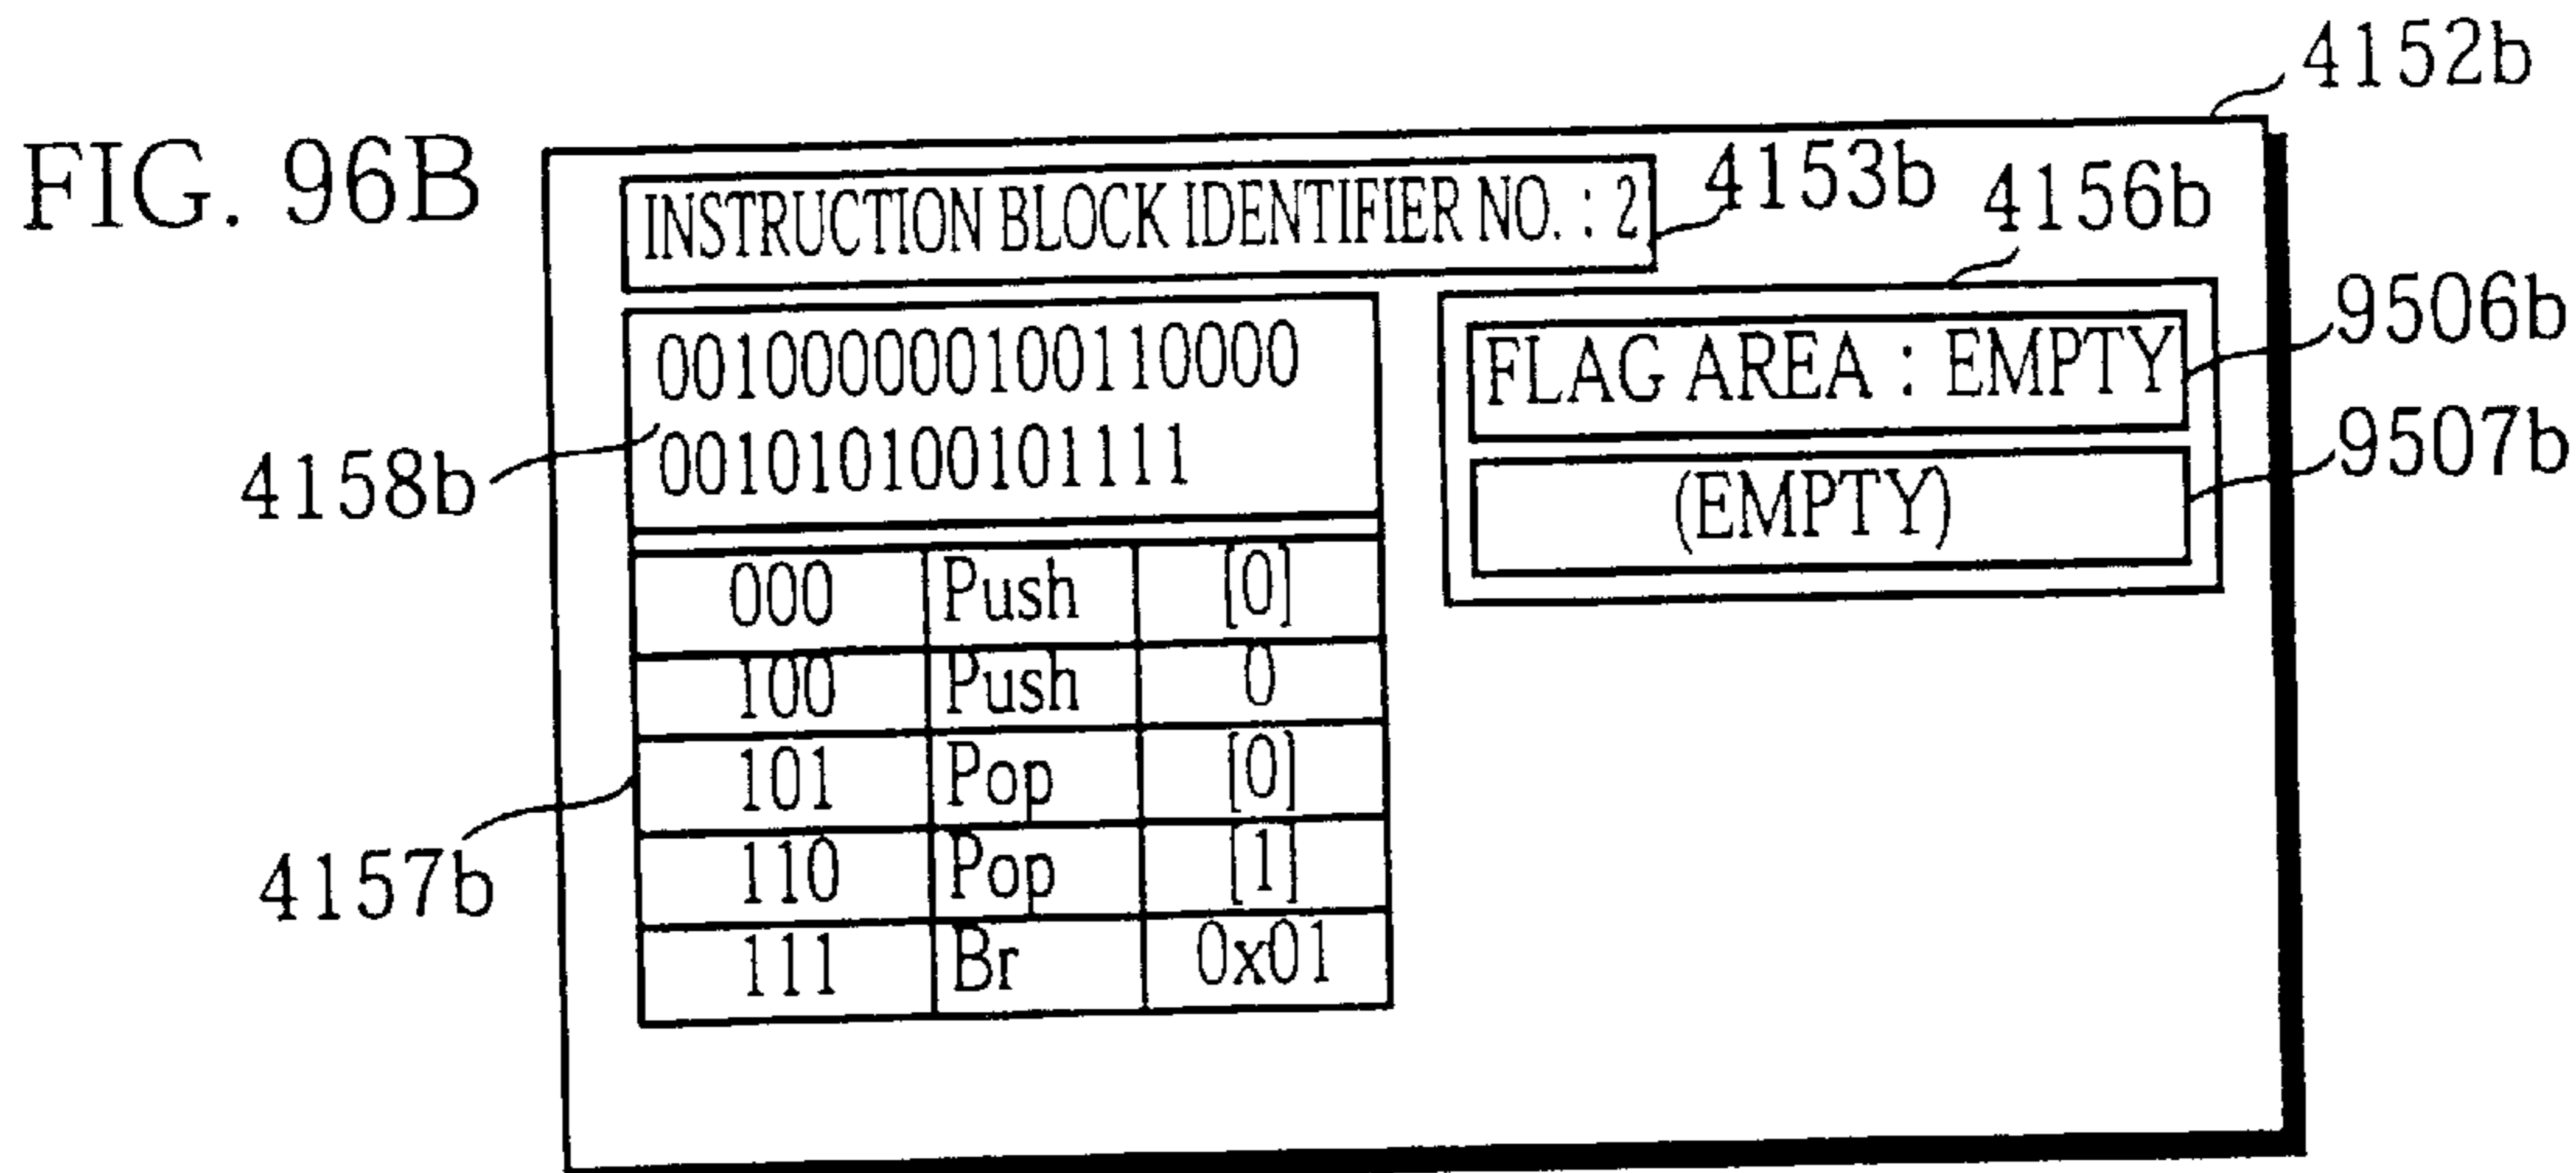 4152b
FIG. 96B
INSTRUCTION BLOCK IDENTIFIER NO. : 2
4153b
4156b
001000000100110000
001010100101111
4158b
FLAG AREA : EMPTY
9506b
(EMPTY)
9507b
000 Push [0]
100 Push 0
101 Pop [0]
110 Pop [1]
111 Br 0x01
4157b